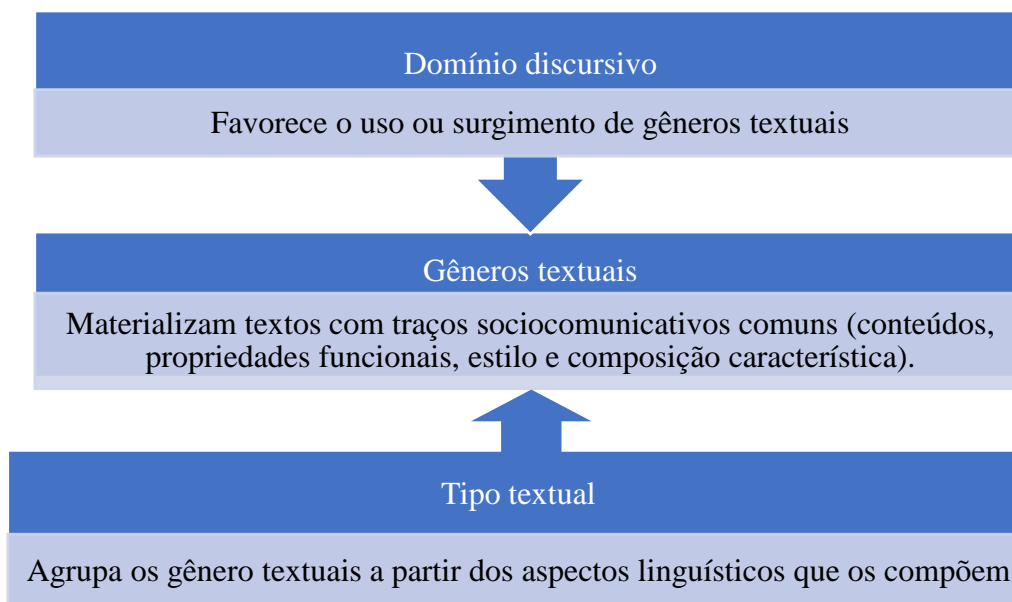 Domínio discursivo
Favorece o uso ou surgimento de gêneros textuais
Gêneros textuais
Materializam textos com traços sociocomunicativos comuns (conteúdos,
propriedades funcionais, estilo e composição característica).
Tipo textual
Agrupa os gênero textuais a partir dos aspectos linguísticos que os compõem